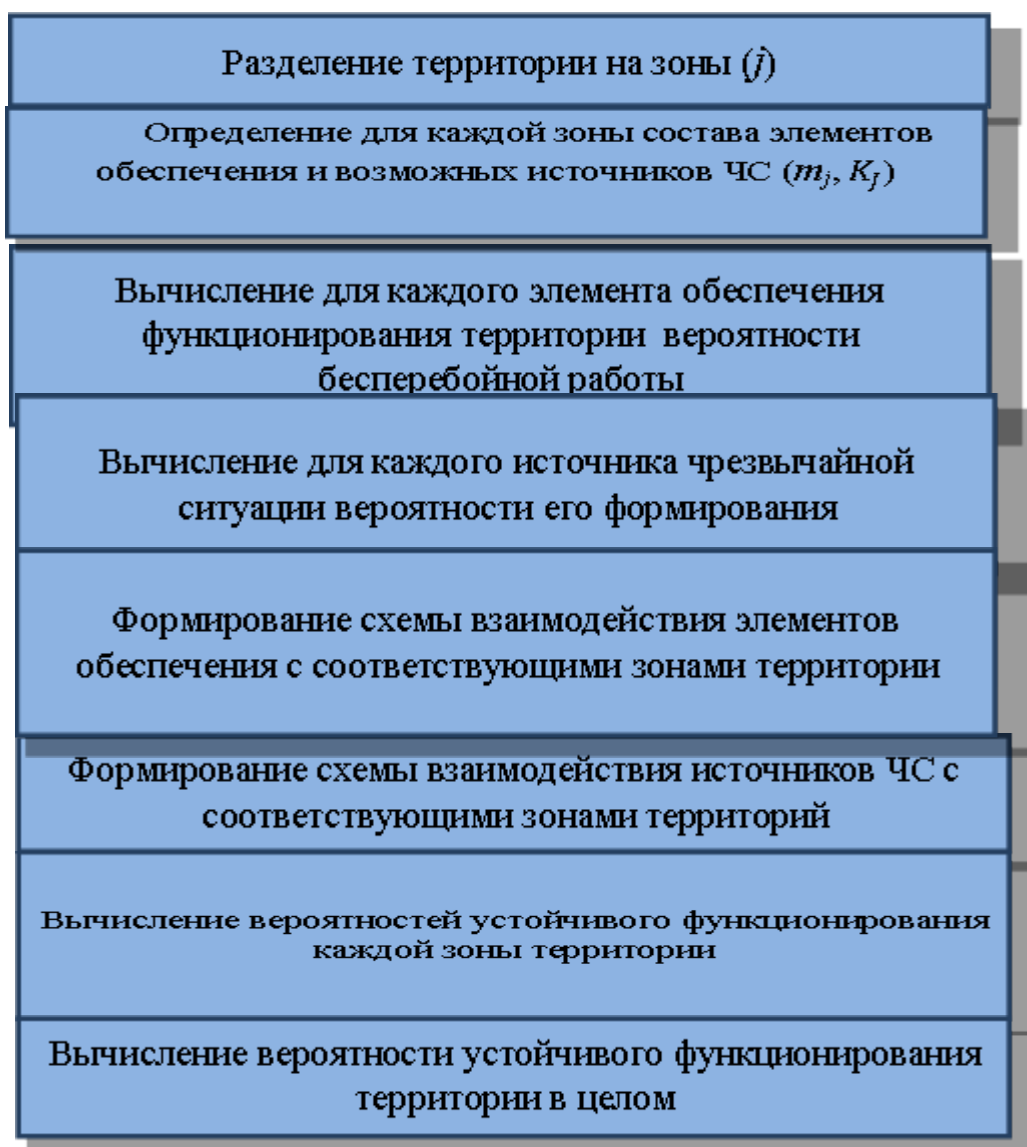 Разделение территории на зоны (j)
Определение для каждой зоны состава элементов
обеспечения и возможных источников ЧС (mj, KJ)
Вычисление для каждого элемента обеспечения
функционирования территории вероятности
бесперебойной работы
Вычисление для каждого источника чрезвычайной
ситуации вероятности его формирования
Формирование схемы взаимодействия элементов
обеспечения с соответствующими зонами территории
Формирование схемы взаимодействия источников ЧС с
соответствующими зонами территорий
Вычисление вероятностей устойчивого функционирования
каждой зоны территории
Вычисление вероятности устойчивого функционирования
территории в целом